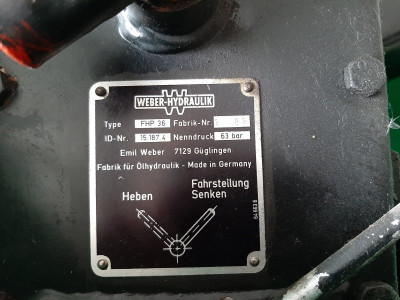 WEBER-HYDRAULIK
Type FHP 36 Fabrik-Nr.
ID-Nr. 15.187.4 Nenndruck 63 bar
Emil Weber 7129 Güglingen
Fabrik für Ölhydraulik - Made in Germany
Fahrstellung
Heben Senken